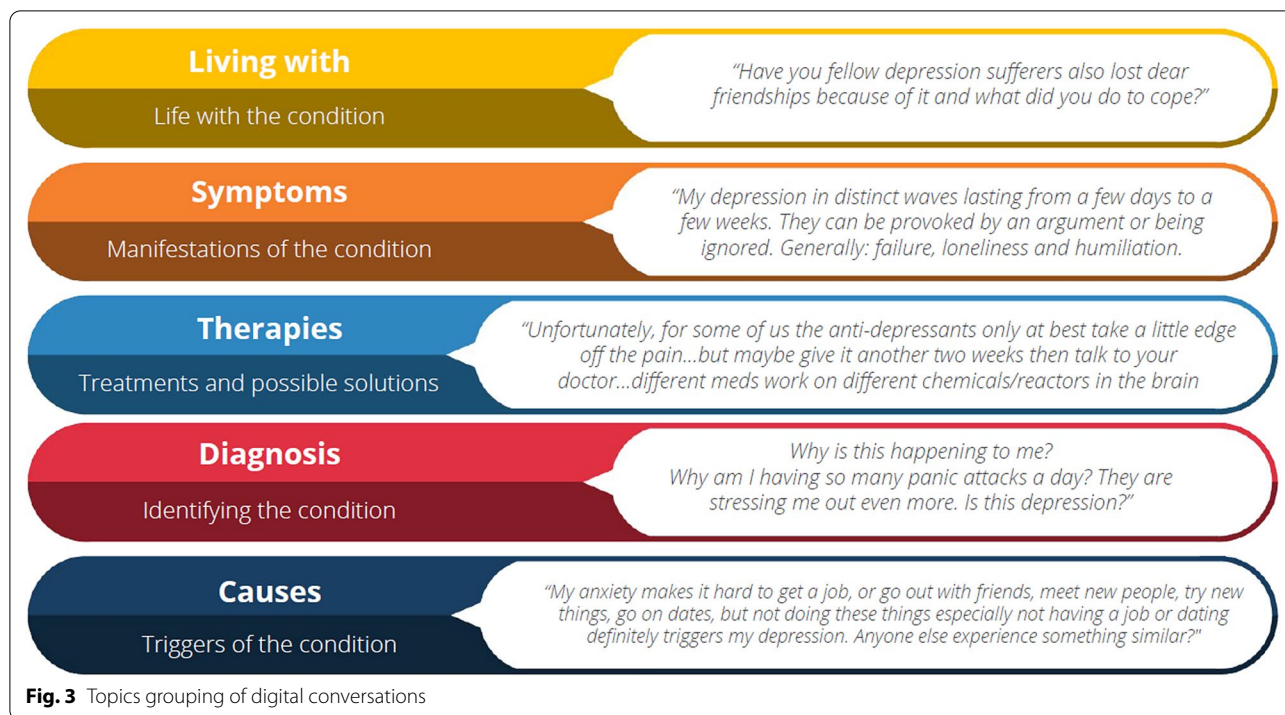 Living with
Life with the condition
“Have you fellow depression sufferers also lost dear
friendships because of it and what did you do to cope?”
Symptoms
Manifestations of the condition
“My depression in distinct waves lasting from a few days to a
few weeks. They can be provoked by an argument or being
ignored. Generally: failure, loneliness and humiliation.
Therapies
Treatments and possible solutions
“Unfortunately, for some of us the anti-depressants only at best take a little edge
off the pain...but maybe give it another two weeks then talk to your
doctor...different meds work on different chemicals/reactors in the brain
Diagnosis
Identifying the condition
Why is this happening to me?
Why am I having so many panic attacks a day? They are
stressing me out even more. Is this depression?”
Causes
Triggers of the condition
“My anxiety makes it hard to get a job, or go out with friends, meet new people, try new
things, go on dates, but not doing these things especially not having a job or dating
definitely triggers my depression. Anyone else experience something similar?"
Fig. 3 Topics grouping of digital conversations